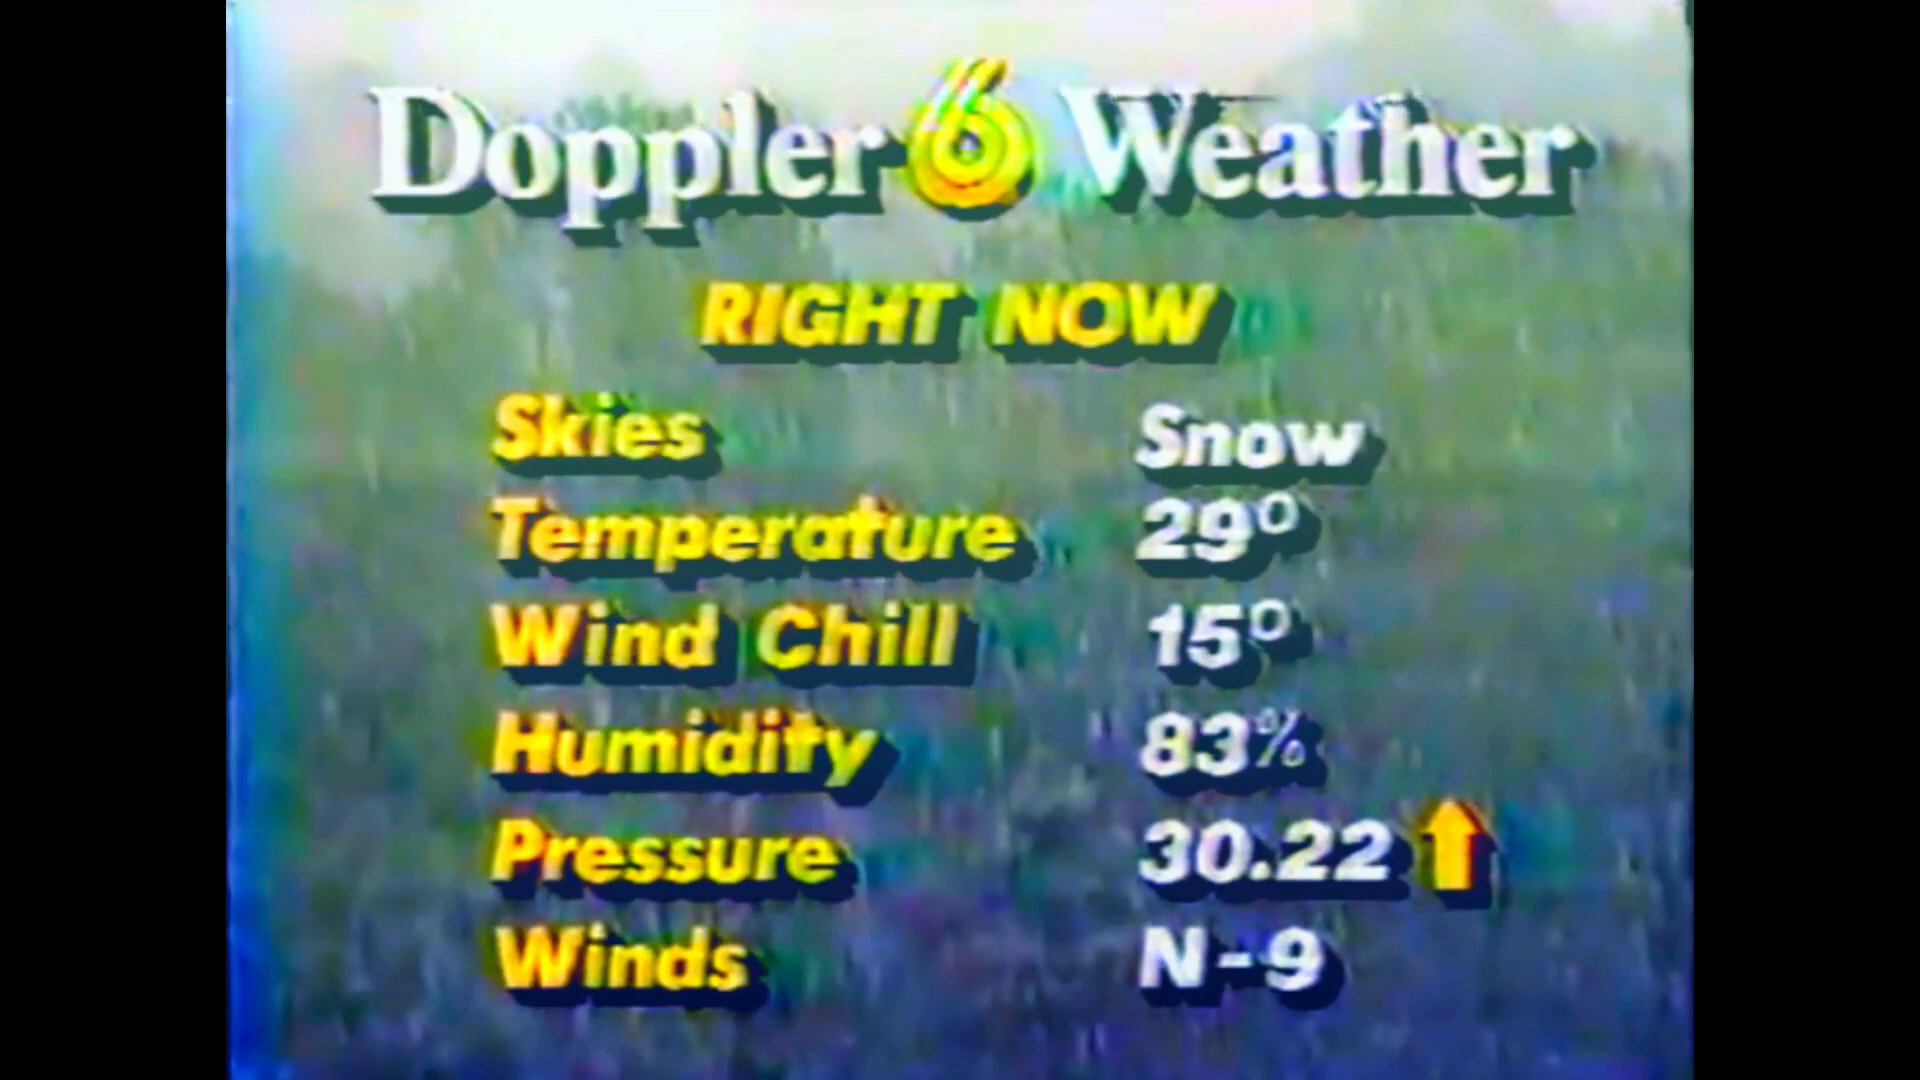 Doppler 6 Weather
RIGHT NOW
Skies Snow
Temperature 29°
Wind Chill 15°
Humidity 83%
Pressure 30.22
Winds N-9